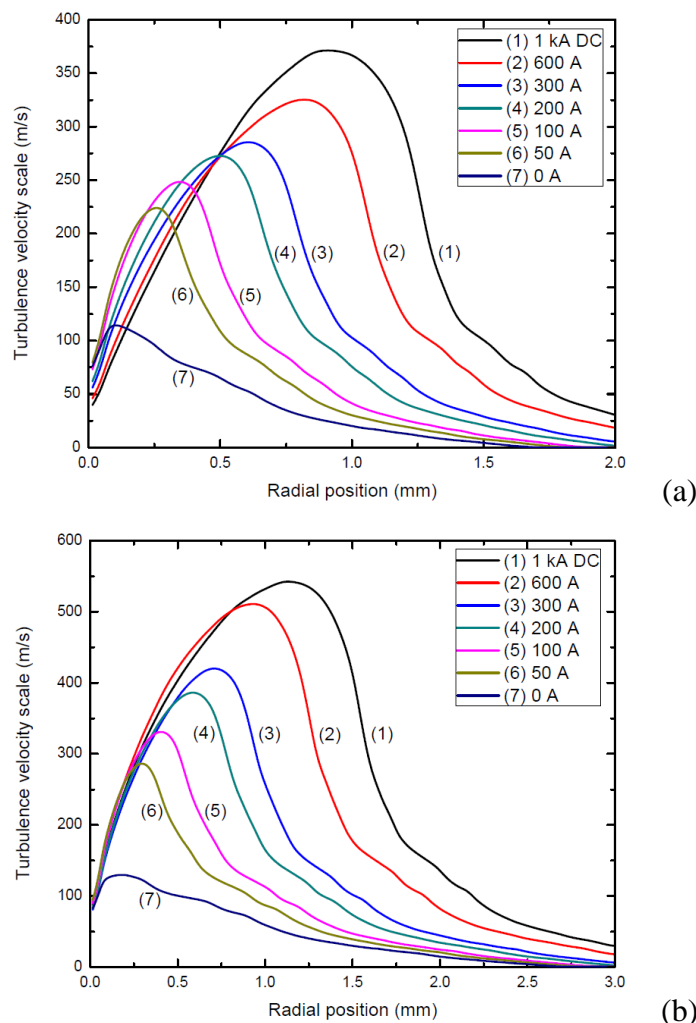 400
350
300
250
200
150
100
50
0
0.0 0.5 1.0 1.5 2.0
Turbulence velocity scale (m/s)
Radial position (mm)
(1) 1 kA DC
(2) 600 A
(3) 300 A
(4) 200 A
(5) 100 A
(6) 50 A
(7) 0 A
(1)
(2)
(3)
(4)
(5)
(6)
(7)
(a)
600
500
400
300
200
100
0
0.0 0.5 1.0 1.5 2.0 2.5 3.0
Turbulence velocity scale (m/s)
Radial position (mm)
(1) 1 kA DC
(2) 600 A
(3) 300 A
(4) 200 A
(5) 100 A
(6) 50 A
(7) 0 A
(1)
(2)
(3)
(4)
(5)
(6)
(7)
(b)